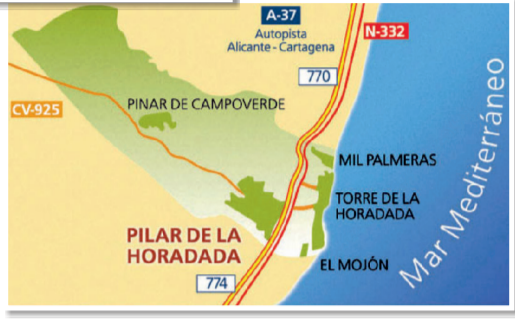 A-37
Autopista
Alicante - Cartagena
N-332
770
CV-925
PINAR DE CAMPOVERDE
MIL PALMERAS
TORRE DE LA
HORADADA
PILAR DE LA
HORADADA
EL MOJÓN
774
Mar Mediterráneo